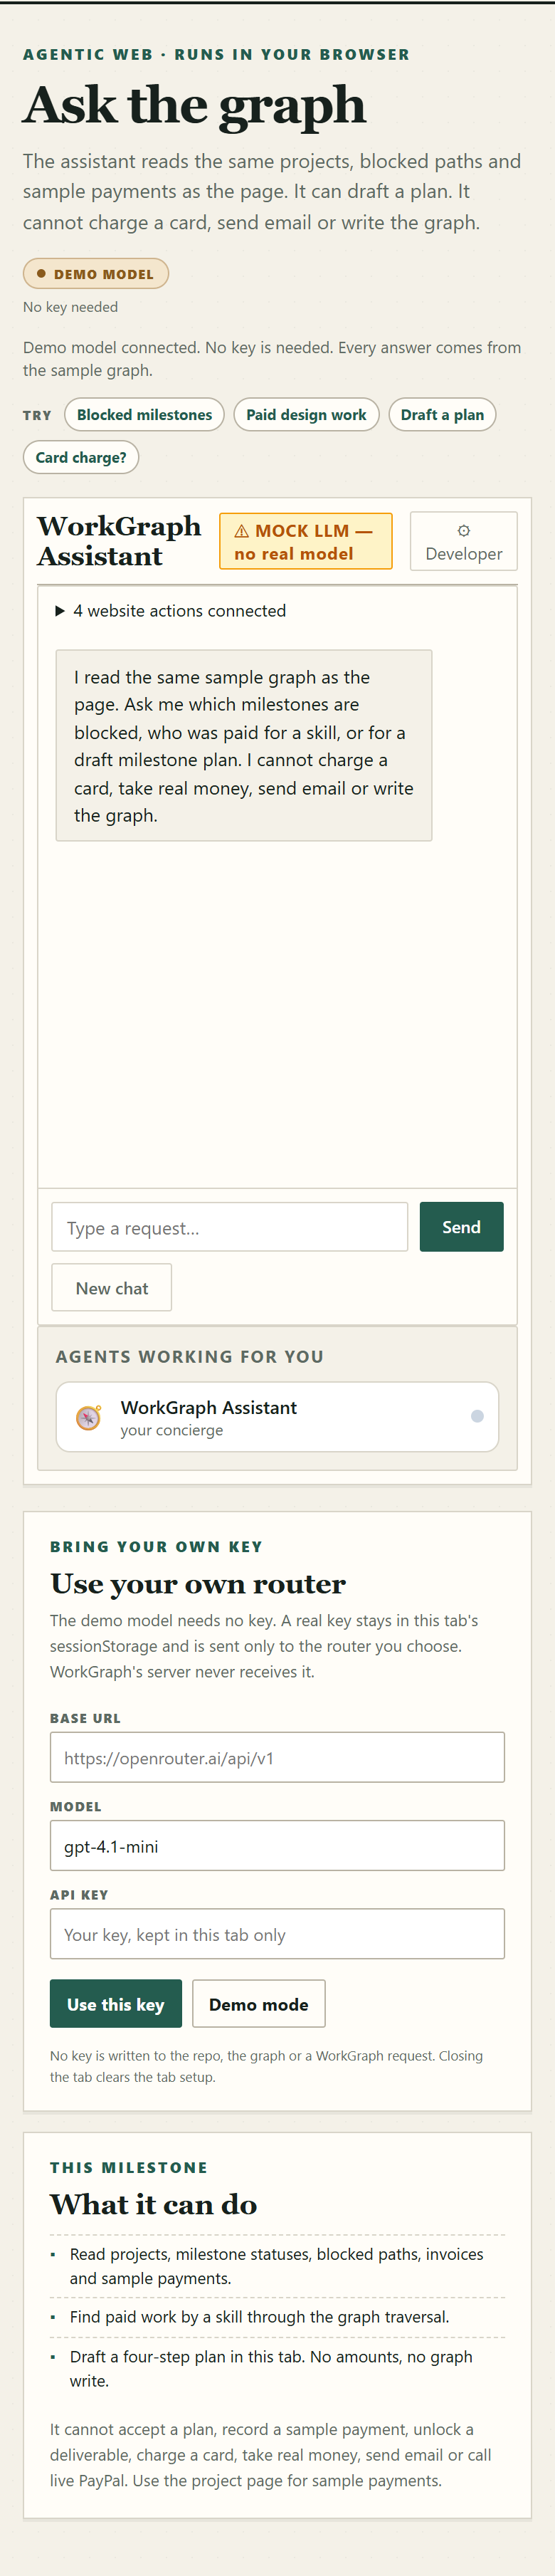 AGENTIC WEB · RUNS IN YOUR BROWSER
Ask the graph
The assistant reads the same projects, blocked paths and
sample payments as the page. It can draft a plan. It
cannot charge a card, send email or write the graph.
● DEMO MODEL
No key needed
Demo model connected. No key is needed. Every answer comes from
the sample graph.
TRY Blocked milestones Paid design work Draft a plan
Card charge?
WorkGraph
Assistant
⚠ MOCK LLM —
no real model
⚙
Developer
▶ 4 website actions connected
I read the same sample graph as the
page. Ask me which milestones are
blocked, who was paid for a skill, or for a
draft milestone plan. I cannot charge a
card, take real money, send email or write
the graph.
Type a request...
Send
New chat
AGENTS WORKING FOR YOU
WorkGraph Assistant
your concierge
BRING YOUR OWN KEY
Use your own router
The demo model needs no key. A real key stays in this tab's
sessionStorage and is sent only to the router you choose.
WorkGraph's server never receives it.
BASE URL
https://openrouter.ai/api/v1
MODEL
gpt-4.1-mini
API KEY
Your key, kept in this tab only
Use this key Demo mode
No key is written to the repo, the graph or a WorkGraph request. Closing
the tab clears the tab setup.
THIS MILESTONE
What it can do
▪ Read projects, milestone statuses, blocked paths, invoices
and sample payments.
▪ Find paid work by a skill through the graph traversal.
▪ Draft a four-step plan in this tab. No amounts, no graph
write.
It cannot accept a plan, record a sample payment, unlock a
deliverable, charge a card, take real money, send email or call
live PayPal. Use the project page for sample payments.